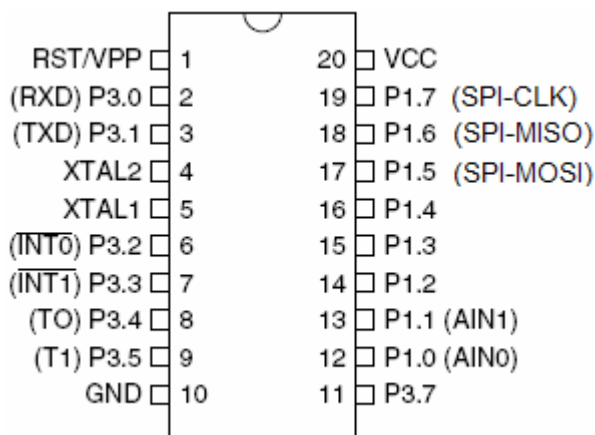 RST/VPP 1 20 VCC
(RXD) P3.0 2 19 P1.7 (SPI-CLK)
(TXD) P3.1 3 18 P1.6 (SPI-MISO)
XTAL2 4 17 P1.5 (SPI-MOSI)
XTAL1 5 16 P1.4
(INT0) P3.2 6 15 P1.3
(INT1) P3.3 7 14 P1.2
(TO) P3.4 8 13 P1.1 (AIN1)
(T1) P3.5 9 12 P1.0 (AIN0)
GND 10 11 P3.7